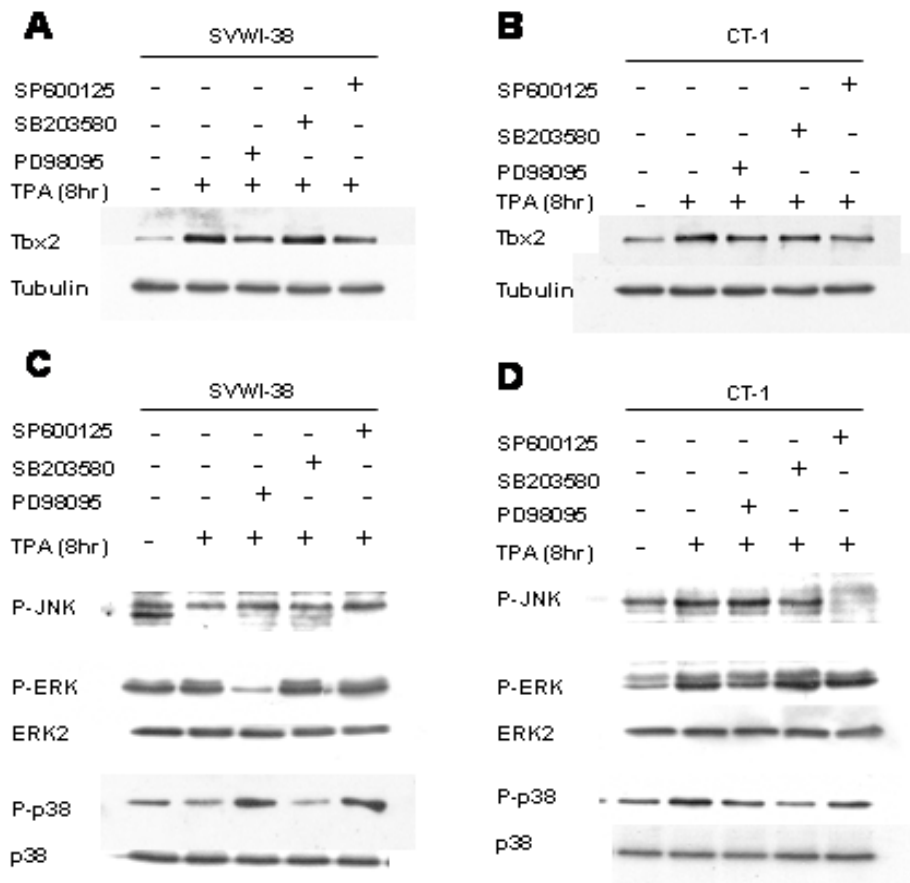 A
SVWI-38
SP600125 - - - - +
SB203580 - - - + -
PD98095 - - + - -
TPA (8hr) - + + + +
Tbx2
Tubulin
B
CT-1
SP600125 - - - - +
SB203580 - - - + -
PD98095 - - + - -
TPA (8hr) - + + + +
Tbx2
Tubulin
C
SVWI-38
SP600125 - - - - +
SB203580 - - - + -
PD98095 - - + - -
TPA (8hr) - + + + +
P-JNK
P-ERK
ERK2
P-p38
p38
D
CT-1
SP600125 - - - - +
SB203580 - - - + -
PD98095 - - + - -
TPA (8hr) - + + + +
P-JNK
P-ERK
ERK2
P-p38
p38